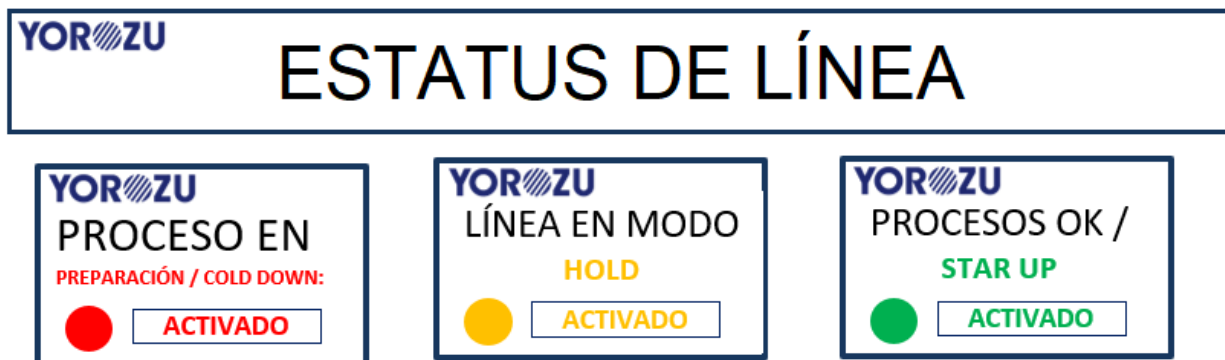 YOROZU
ESTATUS DE LÍNEA
YOROZU
PROCESO EN
PREPARACIÓN / COLD DOWN:
ACTIVADO
YOROZU
LÍNEA EN MODO
HOLD
ACTIVADO
YOROZU
PROCESOS OK /
STAR UP
ACTIVADO